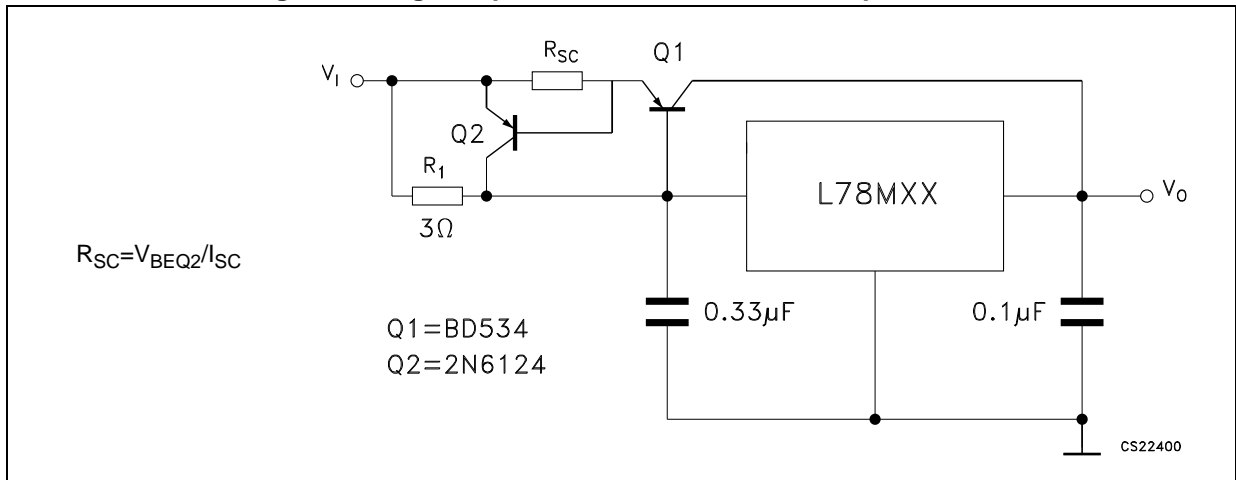 R_SC Q1
V_I
Q2
R_1 L78MXX V_O
3Ω
R_SC=V_BEQ2/I_SC
0.33μF 0.1μF
Q1=BD534
Q2=2N6124
CS22400